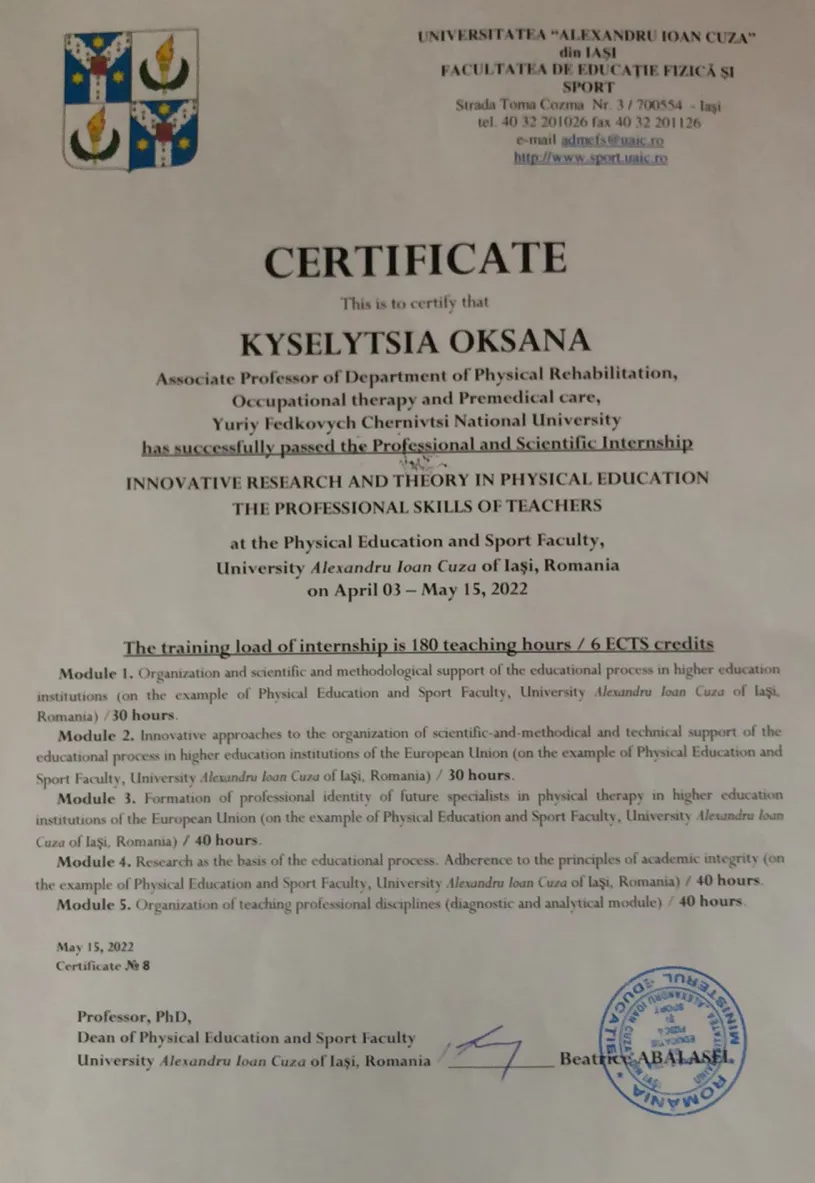 UNIVERSITATEA “ALEXANDRU IOAN CUZA”
din IAŞI
FACULTATEA DE EDUCAŢIE FIZICĂ ŞI
SPORT
Strada Toma Cozma Nr. 3 / 700554 - Iaşi
tel. 40 32 201026 fax 40 32 201126
e-mail admefs@uaic.ro
http://www.sport.uaic.ro
CERTIFICATE
This is to certify that
KYSELYTSIA OKSANA
Associate Professor of Department of Physical Rehabilitation,
Occupational therapy and Premedical care,
Yuriy Fedkovych Chernivtsi National University
has successfully passed the Professional and Scientific Internship
INNOVATIVE RESEARCH AND THEORY IN PHYSICAL EDUCATION
THE PROFESSIONAL SKILLS OF TEACHERS
at the Physical Education and Sport Faculty,
University Alexandru Ioan Cuza of Iaşi, Romania
on April 03 – May 15, 2022
The training load of internship is 180 teaching hours / 6 ECTS credits
Module 1. Organization and scientific and methodological support of the educational process in higher education
institutions (on the example of Physical Education and Sport Faculty, University Alexandru Ioan Cuza of Iaşi,
Romania) /30 hours.
Module 2. Innovative approaches to the organization of scientific-and-methodical and technical support of the
educational process in higher education institutions of the European Union (on the example of Physical Education and
Sport Faculty, University Alexandru Ioan Cuza of Iaşi, Romania) / 30 hours.
Module 3. Formation of professional identity of future specialists in physical therapy in higher education
institutions of the European Union (on the example of Physical Education and Sport Faculty, University Alexandru Ioan
Cuza of Iaşi, Romania) / 40 hours.
Module 4. Research as the basis of the educational process. Adherence to the principles of academic integrity (on
the example of Physical Education and Sport Faculty, University Alexandru Ioan Cuza of Iaşi, Romania) / 40 hours.
Module 5. Organization of teaching professional disciplines (diagnostic and analytical module) / 40 hours.
May 15, 2022
Certificate № 8
Professor, PhD,
Dean of Physical Education and Sport Faculty
University Alexandru Ioan Cuza of Iaşi, Romania / ____________ Beatrice ABALAŞEI
ROMÂNIA * MINISTERUL EDUCAŢIEI *